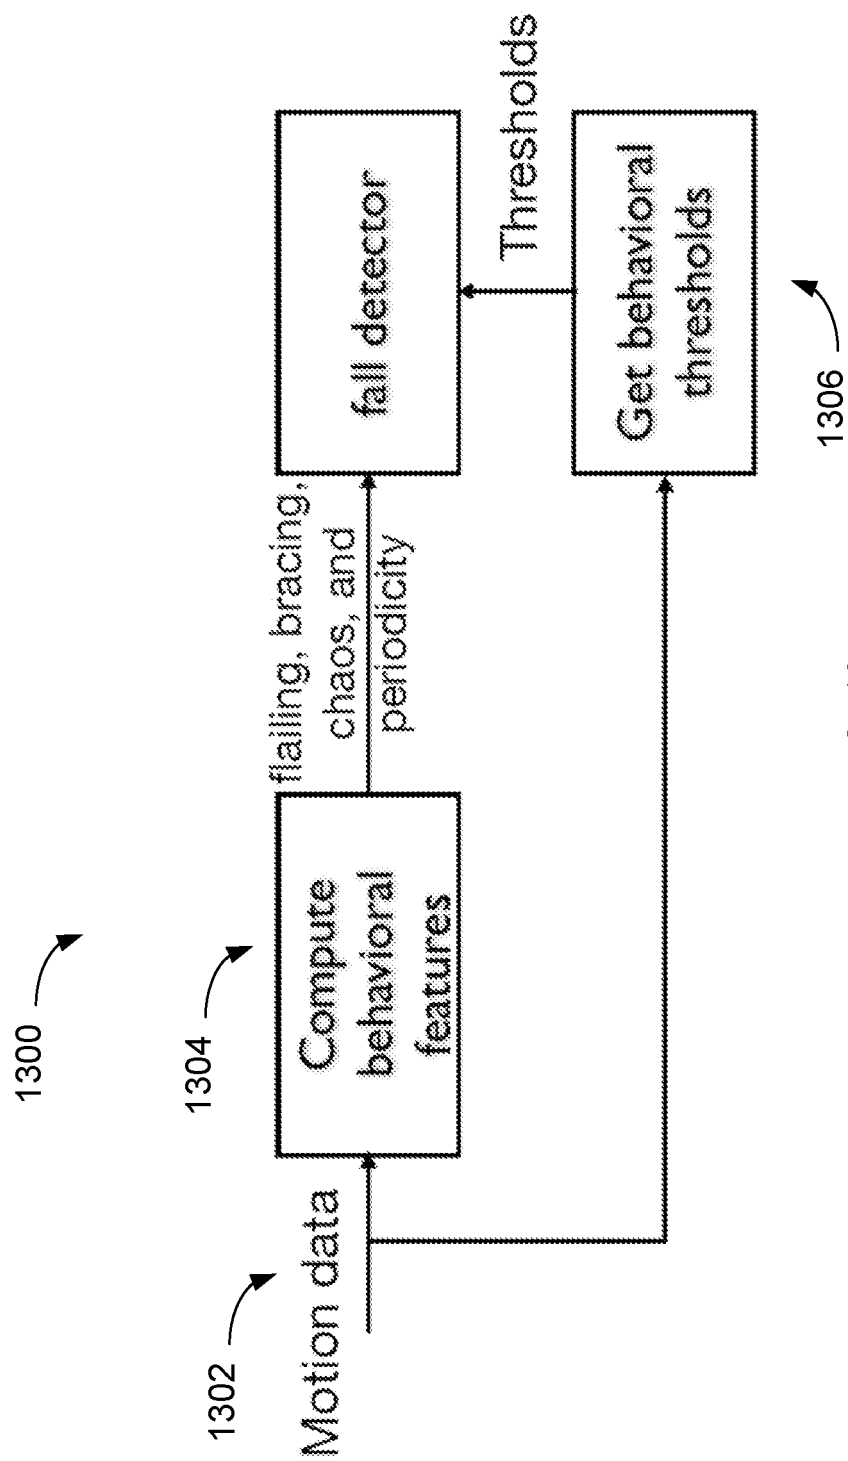 1300
1304
1302
Motion data
Compute
behavioral
features
flailing, bracing,
chaos, and
periodicity
fall detector
Thresholds
Get behavioral
thresholds
1306